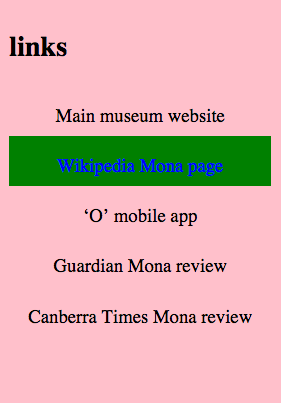 links
Main museum website
Wikipedia Mona page
‘O’ mobile app
Guardian Mona review
Canberra Times Mona review